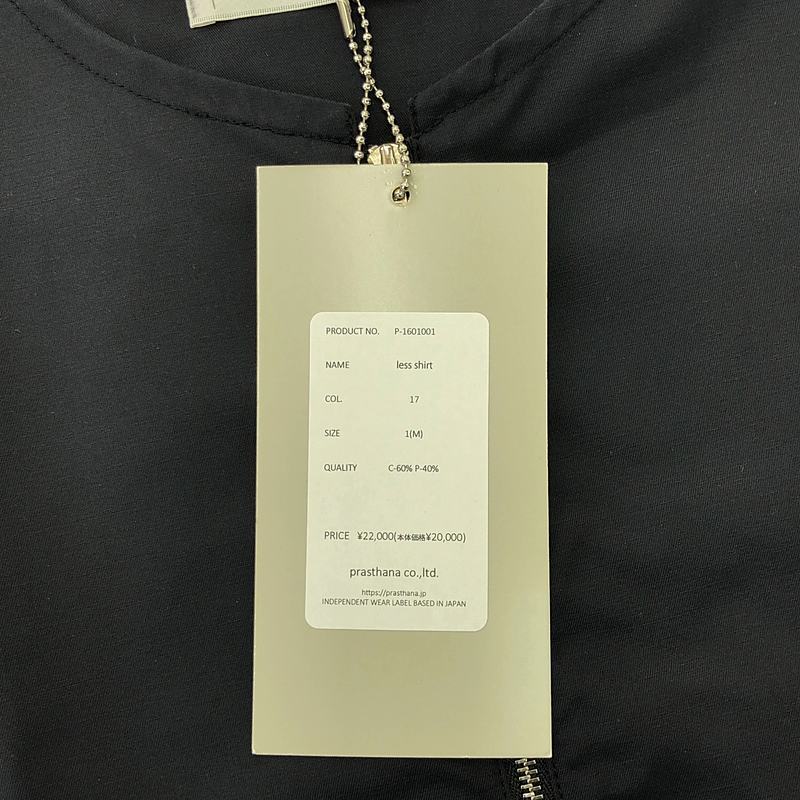 PRODUCT NO. P-1601001
NAME less shirt
COL. 17
SIZE 1(M)
QUALITY C-60% P-40%
PRICE ¥22,000(本体価格¥20,000)
prasthana co.,ltd.
https://prasthana.jp
INDEPENDENT WEAR LABEL BASED IN JAPAN